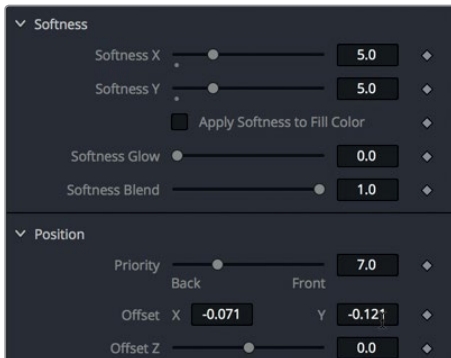 Softness
Softness X 5.0
Softness Y 5.0
Apply Softness to Fill Color
Softness Glow 0.0
Softness Blend 1.0
Position
Priority 7.0
Back Front
Offset X -0.071 Y -0.121
Offset Z 0.0